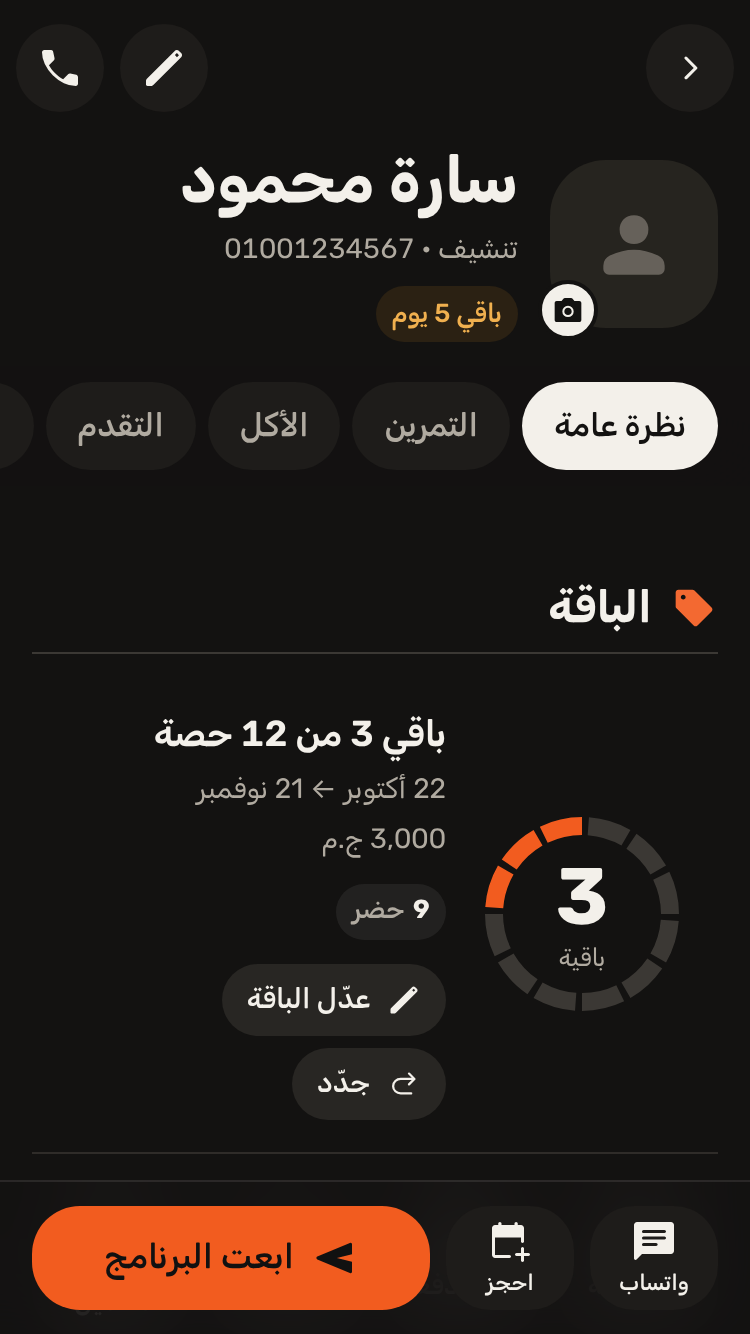 سارة محمود
تنشيف • 01001234567
باقي 5 يوم
نظرة عامة
التمرين
الأكل
التقدم
الباقة
باقي 3 من 12 حصة
22 أكتوبر ← 21 نوفمبر
3,000 ج.م
9 حضر
3
باقية
عدّل الباقة
جدّد
واتساب
احجز
ابعت البرنامج